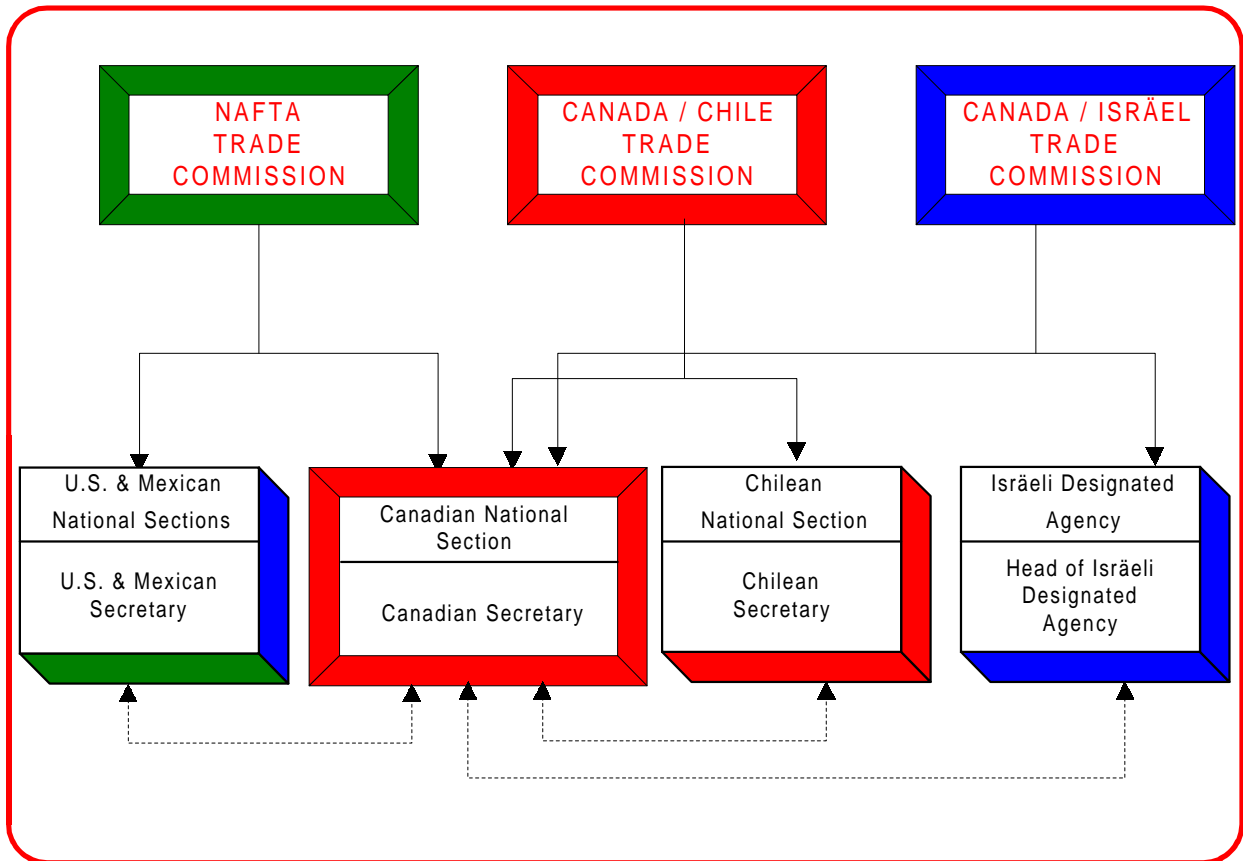 NAFTA
TRADE
COMMISSION
CANADA / CHILE
TRADE
COMMISSION
CANADA / ISRÄEL
TRADE
COMMISSION
U.S. & Mexican
National Sections
U.S. & Mexican
Secretary
Canadian National
Section
Canadian Secretary
Chilean
National Section
Chilean
Secretary
Isräeli Designated
Agency
Head of Isräeli
Designated
Agency